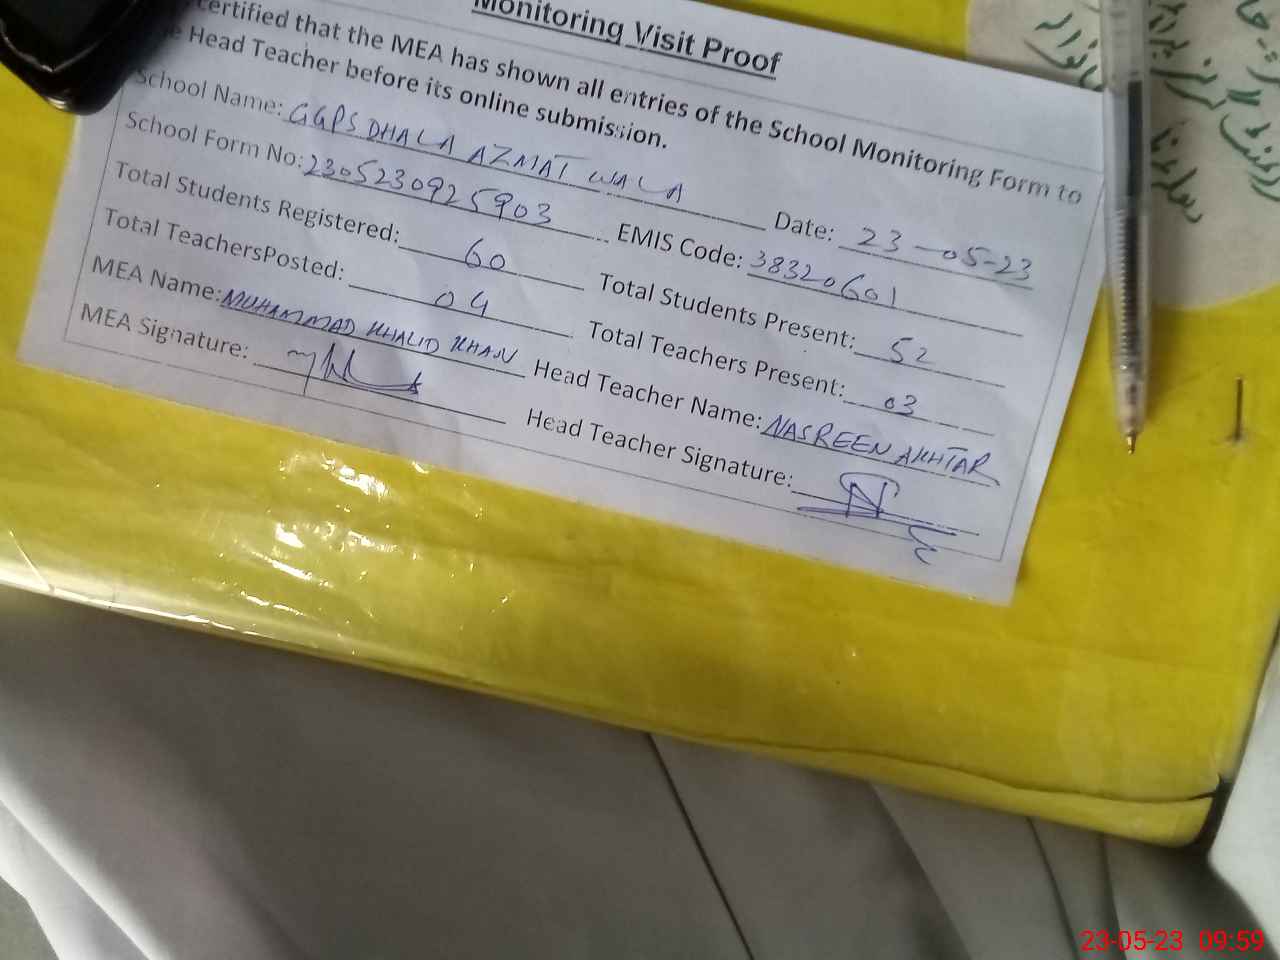 Monitoring Visit Proof
certified that the MEA has shown all entries of the School Monitoring Form to
Head Teacher before its online submission.
School Name: GGPS DHALA AZMAT WALA Date: 23-05-23
School Form No: 2305230925903 EMIS Code: 38320601
Total Students Registered: 60 Total Students Present: 52
Total TeachersPosted: 04 Total Teachers Present: 03
MEA Name: MUHAMMAD KHALID KHAN Head Teacher Name: NASREEN AKHTAR
MEA Signature: Head Teacher Signature:
23-05-23 09:59